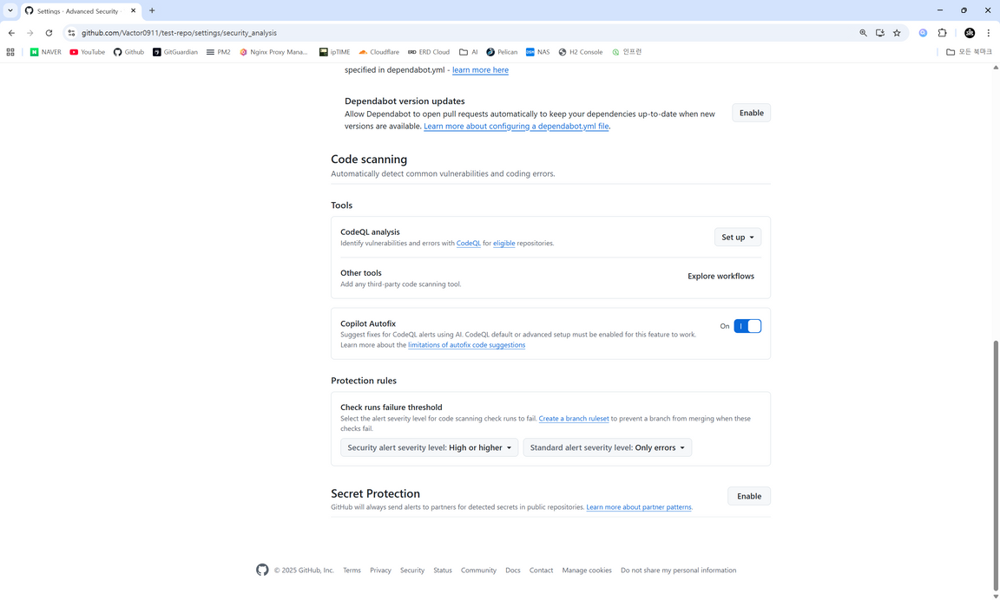 Settings · Advanced Security
github.com/Vactor0911/test-repo/settings/security_analysis
NAVER
YouTube
Github
GitGuardian
PM2
Nginx Proxy Mana...
ipTIME
Cloudflare
ERD Cloud
AI
Pelican
NAS
H2 Console
인프런
모든 북마크
specified in dependabot.yml - learn more here
Dependabot version updates
Allow Dependabot to open pull requests automatically to keep your dependencies up-to-date when new
versions are available. Learn more about configuring a dependabot.yml file.
Enable
Code scanning
Automatically detect common vulnerabilities and coding errors.
Tools
CodeQL analysis
Identify vulnerabilities and errors with CodeQL for eligible repositories.
Set up
Other tools
Add any third-party code scanning tool.
Explore workflows
Copilot Autofix
Suggest fixes for CodeQL alerts using AI. CodeQL default or advanced setup must be enabled for this feature to work.
Learn more about the limitations of autofix code suggestions
On
Protection rules
Check runs failure threshold
Select the alert severity level for code scanning check runs to fail. Create a branch ruleset to prevent a branch from merging when these
checks fail.
Security alert severity level: High or higher
Standard alert severity level: Only errors
Secret Protection
GitHub will always send alerts to partners for detected secrets in public repositories. Learn more about partner patterns.
Enable
© 2025 GitHub, Inc.
Terms
Privacy
Security
Status
Community
Docs
Contact
Manage cookies
Do not share my personal information